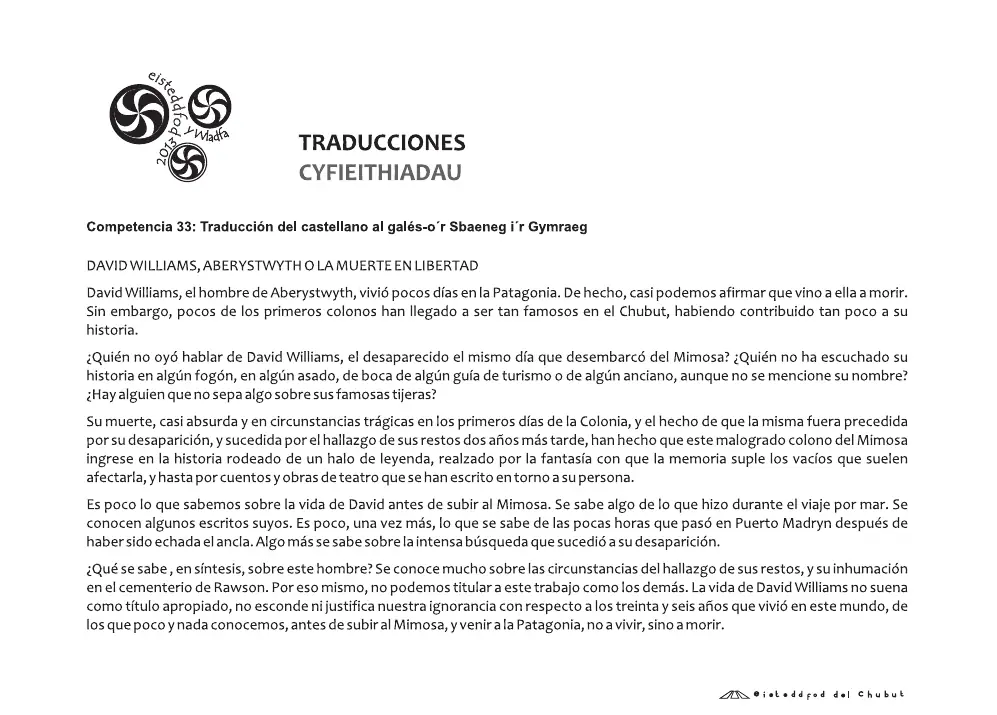 eisteddfod y Wladfa 2013
TRADUCCIONES
CYFIEITHIADAU
Competencia 33: Traducción del castellano al galés-o´r Sbaeneg i´r Gymraeg
DAVID WILLIAMS, ABERYSTWYTH O LA MUERTE EN LIBERTAD
David Williams, el hombre de Aberystwyth, vivió pocos días en la Patagonia. De hecho, casi podemos afirmar que vino a ella a morir.
Sin embargo, pocos de los primeros colonos han llegado a ser tan famosos en el Chubut, habiendo contribuido tan poco a su
historia.
¿Quién no oyó hablar de David Williams, el desaparecido el mismo día que desembarcó del Mimosa? ¿Quién no ha escuchado su
historia en algún fogón, en algún asado, de boca de algún guía de turismo o de algún anciano, aunque no se mencione su nombre?
¿Hay alguien que no sepa algo sobre sus famosas tijeras?
Su muerte, casi absurda y en circunstancias trágicas en los primeros días de la Colonia, y el hecho de que la misma fuera precedida
por su desaparición, y sucedida por el hallazgo de sus restos dos años más tarde, han hecho que este malogrado colono del Mimosa
ingrese en la historia rodeado de un halo de leyenda, realzado por la fantasía con que la memoria suple los vacíos que suelen
afectarla, y hasta por cuentos y obras de teatro que se han escrito en torno a su persona.
Es poco lo que sabemos sobre la vida de David antes de subir al Mimosa. Se sabe algo de lo que hizo durante el viaje por mar. Se
conocen algunos escritos suyos. Es poco, una vez más, lo que se sabe de las pocas horas que pasó en Puerto Madryn después de
haber sido echada el ancla. Algo más se sabe sobre la intensa búsqueda que sucedió a su desaparición.
¿Qué se sabe , en síntesis, sobre este hombre? Se conoce mucho sobre las circunstancias del hallazgo de sus restos, y su inhumación
en el cementerio de Rawson. Por eso mismo, no podemos titular a este trabajo como los demás. La vida de David Williams no suena
como título apropiado, no esconde ni justifica nuestra ignorancia con respecto a los treinta y seis años que vivió en este mundo, de
los que poco y nada conocemos, antes de subir al Mimosa, y venir a la Patagonia, no a vivir, sino a morir.
eisteddfod del Chubut